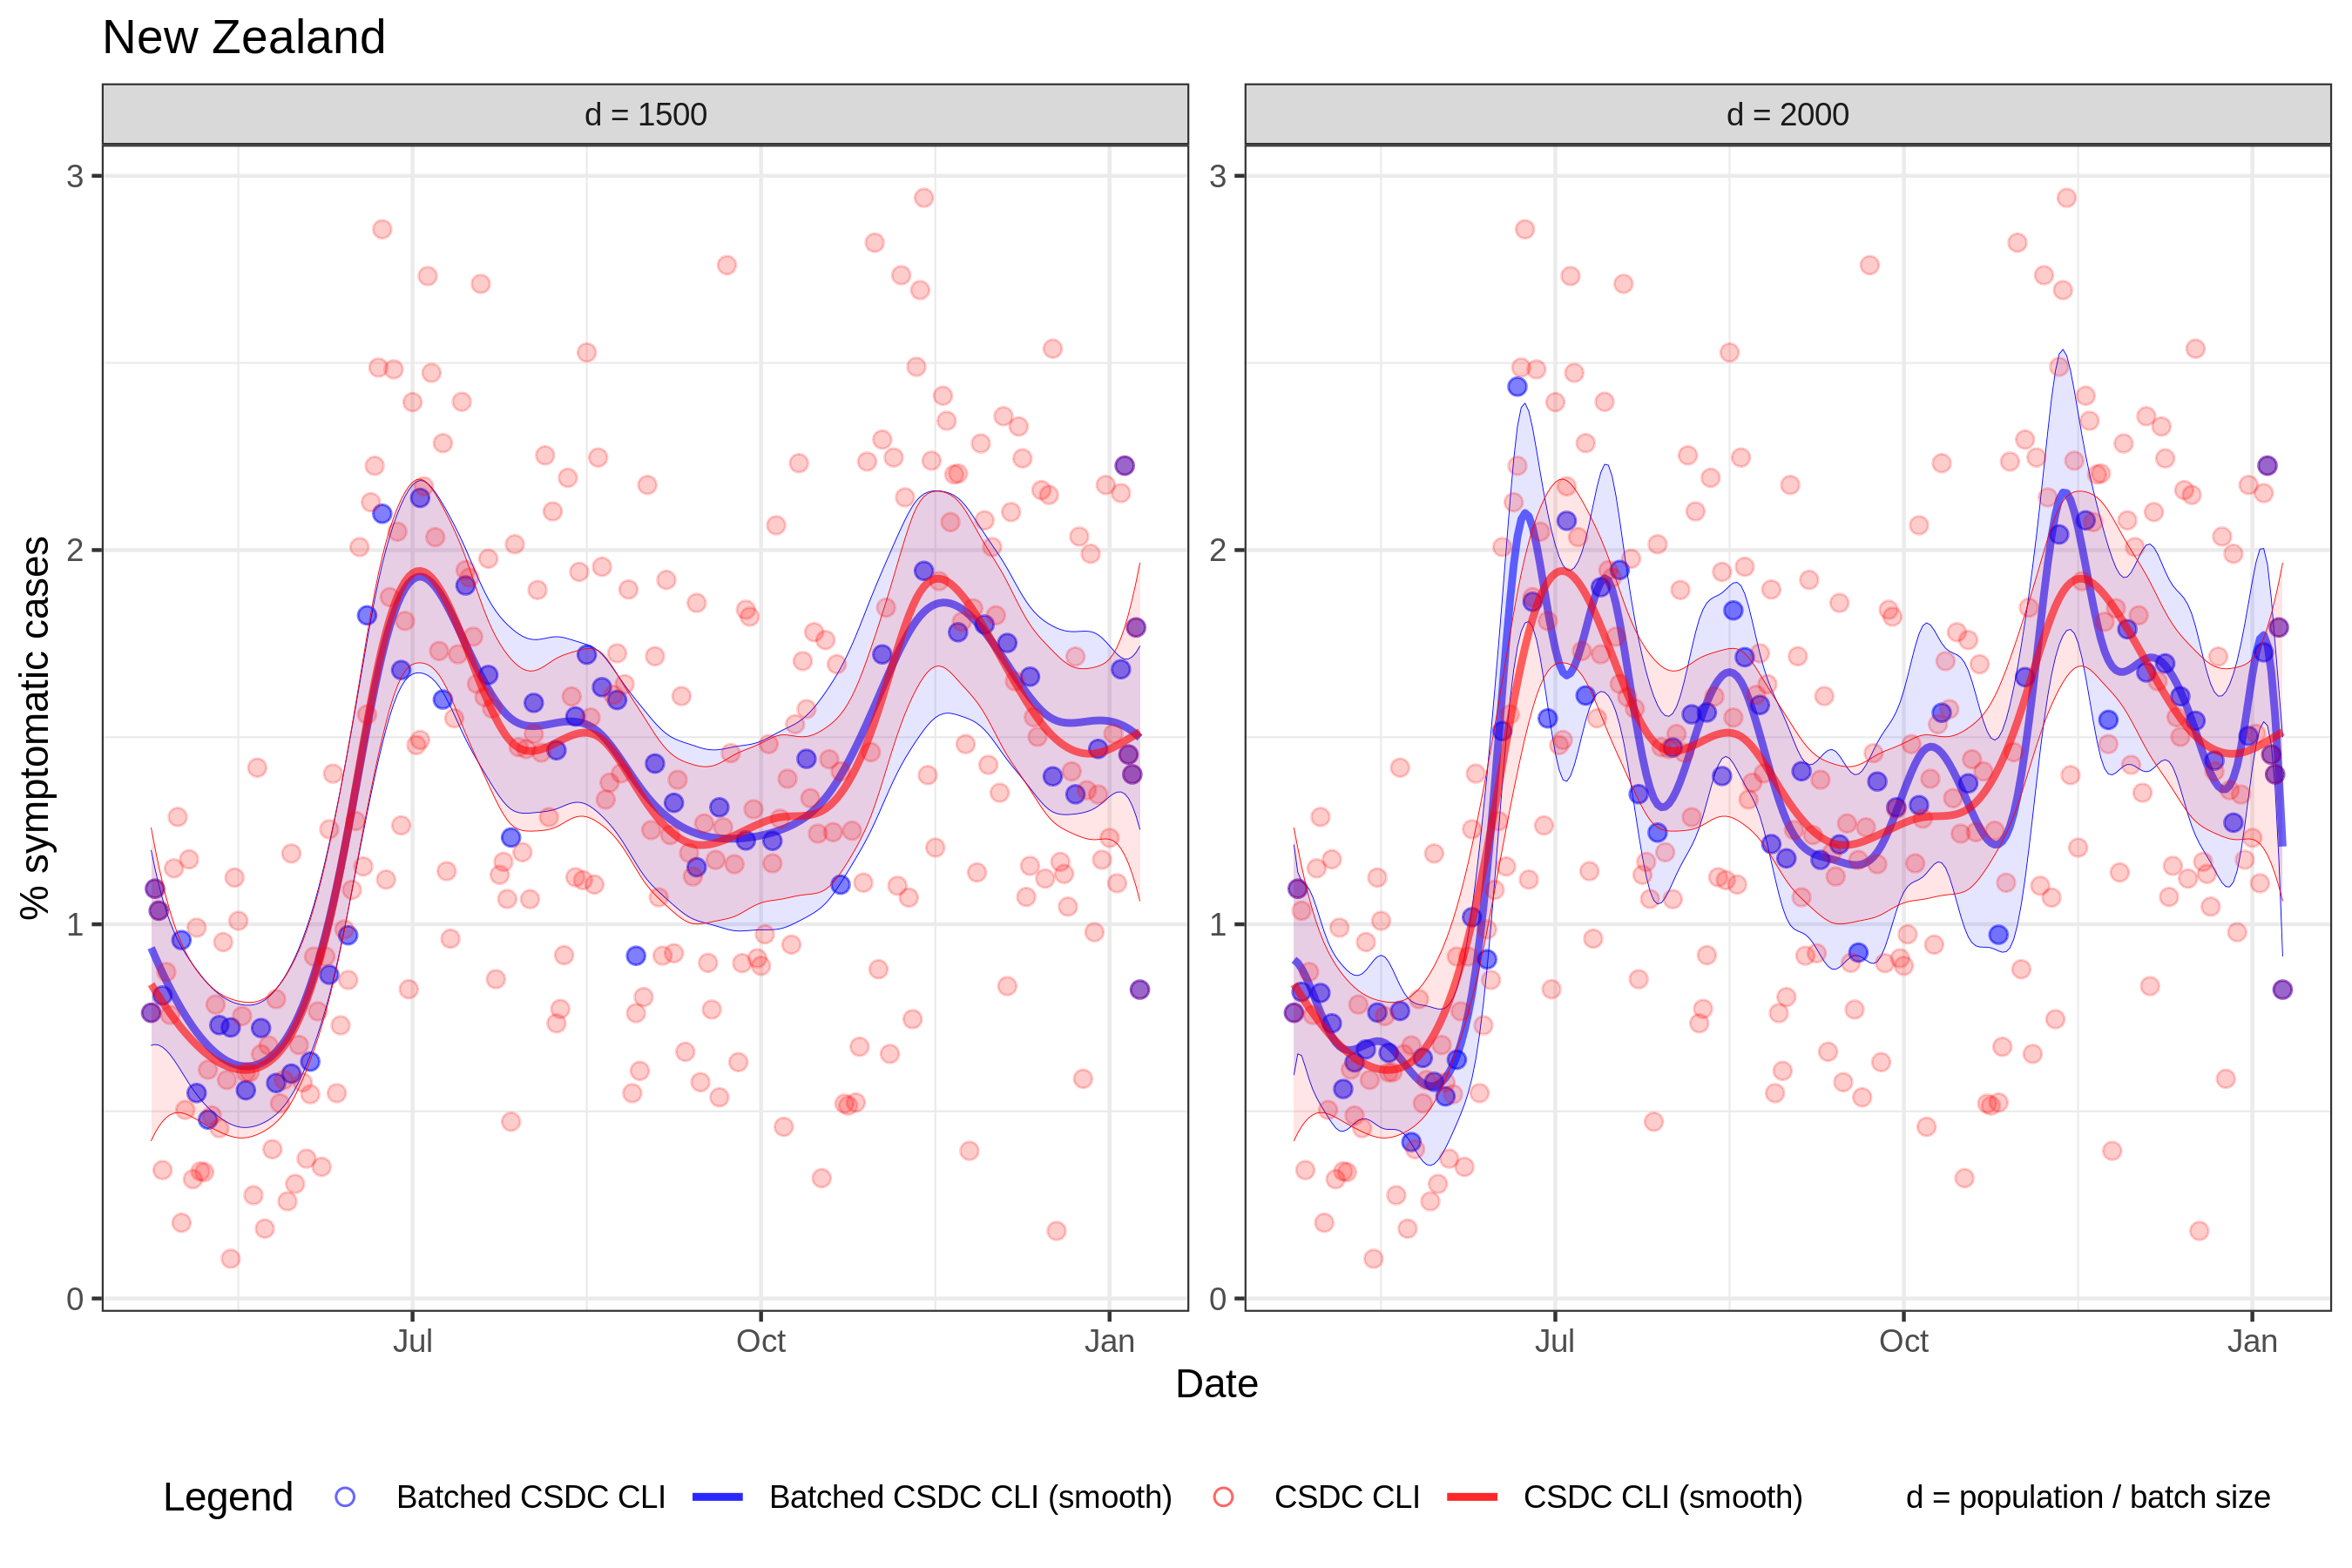 New Zealand
d = 1500
d = 2000
% symptomatic cases
3
2
1
0
3
2
1
0
Jul
Oct
Jan
Jul
Oct
Jan
Date
Legend Batched CSDC CLI Batched CSDC CLI (smooth) CSDC CLI CSDC CLI (smooth) d = population / batch size